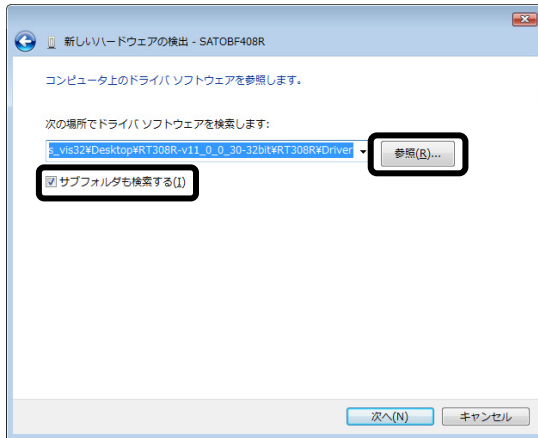 新しいハードウェアの検出 - SATOBF408R
コンピュータ上のドライバ ソフトウェアを参照します。
次の場所でドライバ ソフトウェアを検索します:
s_vis32¥Desktop¥RT308R-v11_0_0_30-32bit¥RT308R¥Driver
参照(R)...
サブフォルダも検索する(I)
次へ(N)
キャンセル